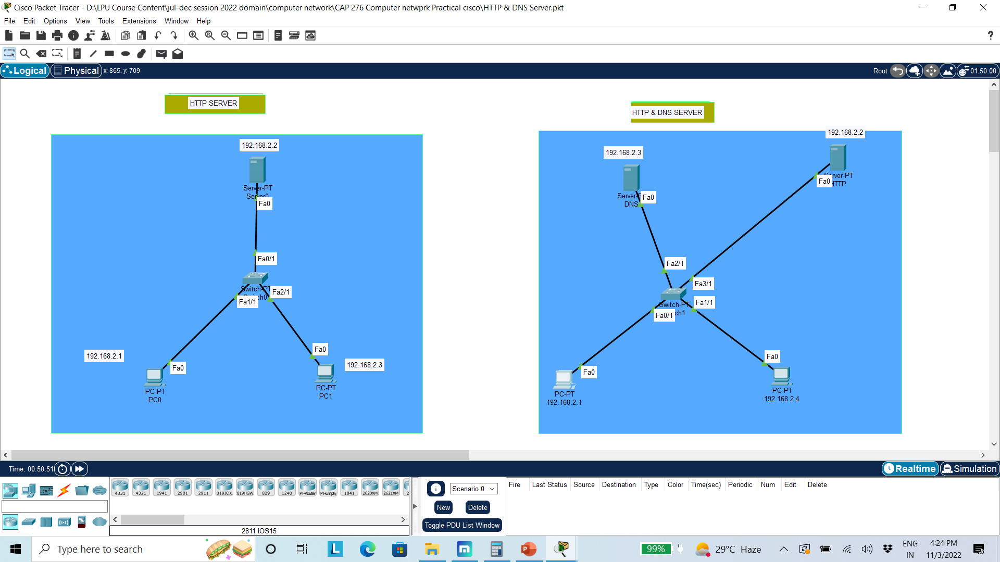 Cisco Packet Tracer - D:\LPU Course Content\jul-dec session 2022 domain\computer network\CAP 276 Computer netwprk Practical cisco\HTTP & DNS Server.pkt
File Edit Options View Tools Extensions Window Help
Logical Physical x: 865, y: 709 Root 01:50:00
HTTP SERVER
192.168.2.2
Server-PT
Server0
Fa0
Fa0/1
Switch-PT
Fa2/1
Fa1/1
192.168.2.1
Fa0
PC-PT
PC0
Fa0
192.168.2.3
PC-PT
PC1
HTTP & DNS SERVER
192.168.2.2
192.168.2.3
Server-PT
HTTP
Fa0
Fa0
DNS
Fa2/1
Fa3/1
Switch-PT
Fa1/1
Fa0/1
Fa0
PC-PT
192.168.2.1
Fa0
PC-PT
192.168.2.4
Time: 00:50:51 Realtime Simulation
4331 4321 1941 2901 2911 819IOX 819HGW 829 1240 PT-Router PT-Empty 1841 2620XM 2621XM
2811 IOS15
Scenario 0
New Delete
Toggle PDU List Window
Fire Last Status Source Destination Type Color Time(sec) Periodic Num Edit Delete
Type here to search
99% 29°C Haze ENG IN 4:24 PM 11/3/2022